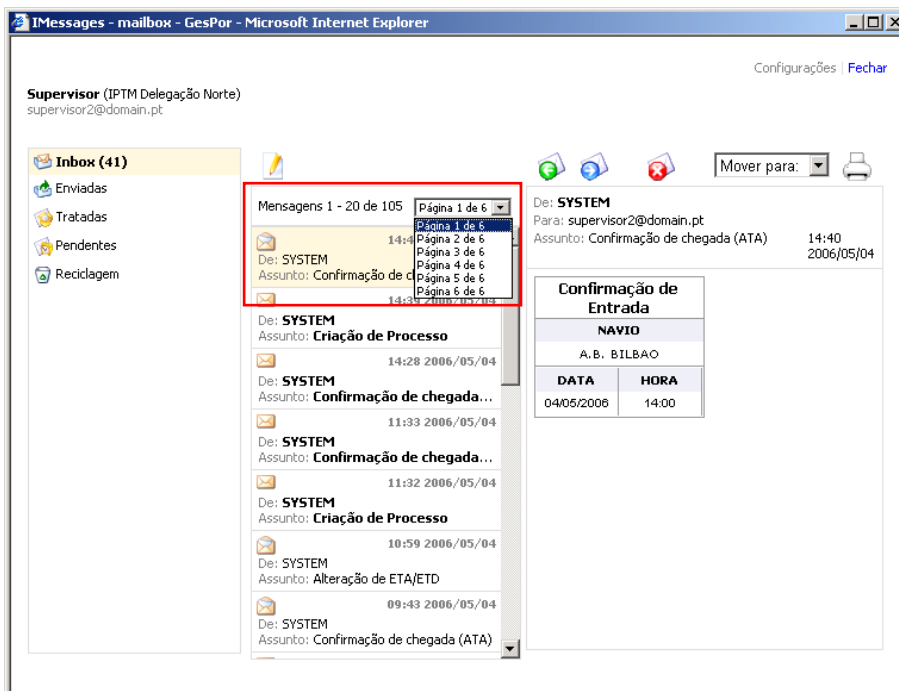 IMessages - mailbox - GesPor - Microsoft Internet Explorer
Configurações | Fechar
Supervisor (IPTM Delegação Norte)
supervisor2@domain.pt
Inbox (41)
Enviadas
Tratadas
Pendentes
Reciclagem
Mensagens 1 - 20 de 105 Página 1 de 6
Página 1 de 6
Página 2 de 6
Página 3 de 6
Página 4 de 6
Página 5 de 6
Página 6 de 6
14:4
De: SYSTEM
Assunto: Confirmação de c
14:39 2006/05/04
De: SYSTEM
Assunto: Criação de Processo
14:28 2006/05/04
De: SYSTEM
Assunto: Confirmação de chegada...
11:33 2006/05/04
De: SYSTEM
Assunto: Confirmação de chegada...
11:32 2006/05/04
De: SYSTEM
Assunto: Criação de Processo
10:59 2006/05/04
De: SYSTEM
Assunto: Alteração de ETA/ETD
09:43 2006/05/04
De: SYSTEM
Assunto: Confirmação de chegada (ATA)
Mover para:
De: SYSTEM
Para: supervisor2@domain.pt
Assunto: Confirmação de chegada (ATA) 14:40
2006/05/04
Confirmação de
Entrada
NAVIO
A.B. BILBAO
DATA HORA
04/05/2006 14:00